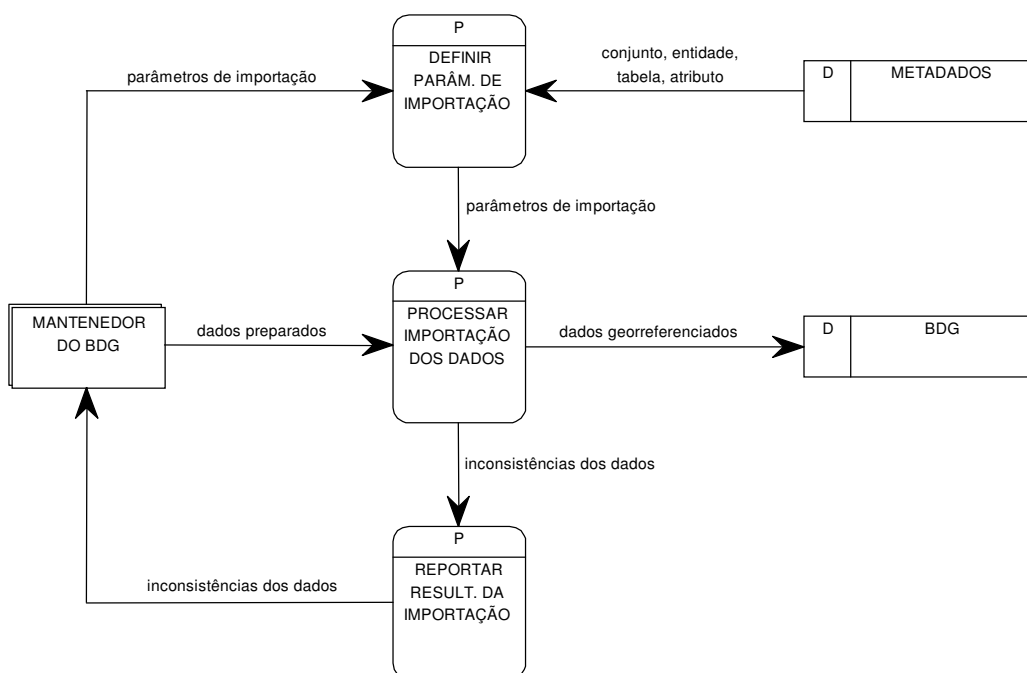 P
DEFINIR
PARÂM. DE
IMPORTAÇÃO
parâmetros de importação
conjunto, entidade,
tabela, atributo
D
METADADOS
parâmetros de importação
P
PROCESSAR
IMPORTAÇÃO
DOS DADOS
MANTENEDOR
DO BDG
dados preparados
dados georreferenciados
D
BDG
inconsistências dos dados
P
REPORTAR
RESULT. DA
IMPORTAÇÃO
inconsistências dos dados